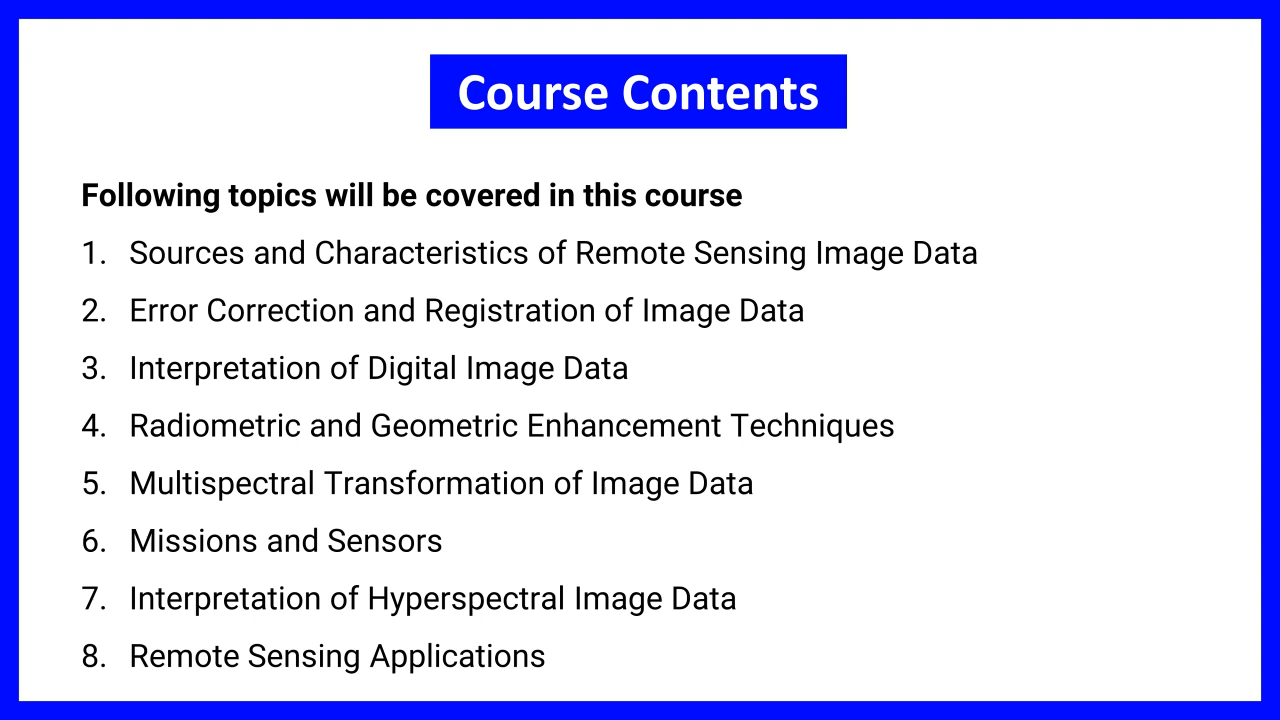 Course Contents
Following topics will be covered in this course
1. Sources and Characteristics of Remote Sensing Image Data
2. Error Correction and Registration of Image Data
3. Interpretation of Digital Image Data
4. Radiometric and Geometric Enhancement Techniques
5. Multispectral Transformation of Image Data
6. Missions and Sensors
7. Interpretation of Hyperspectral Image Data
8. Remote Sensing Applications